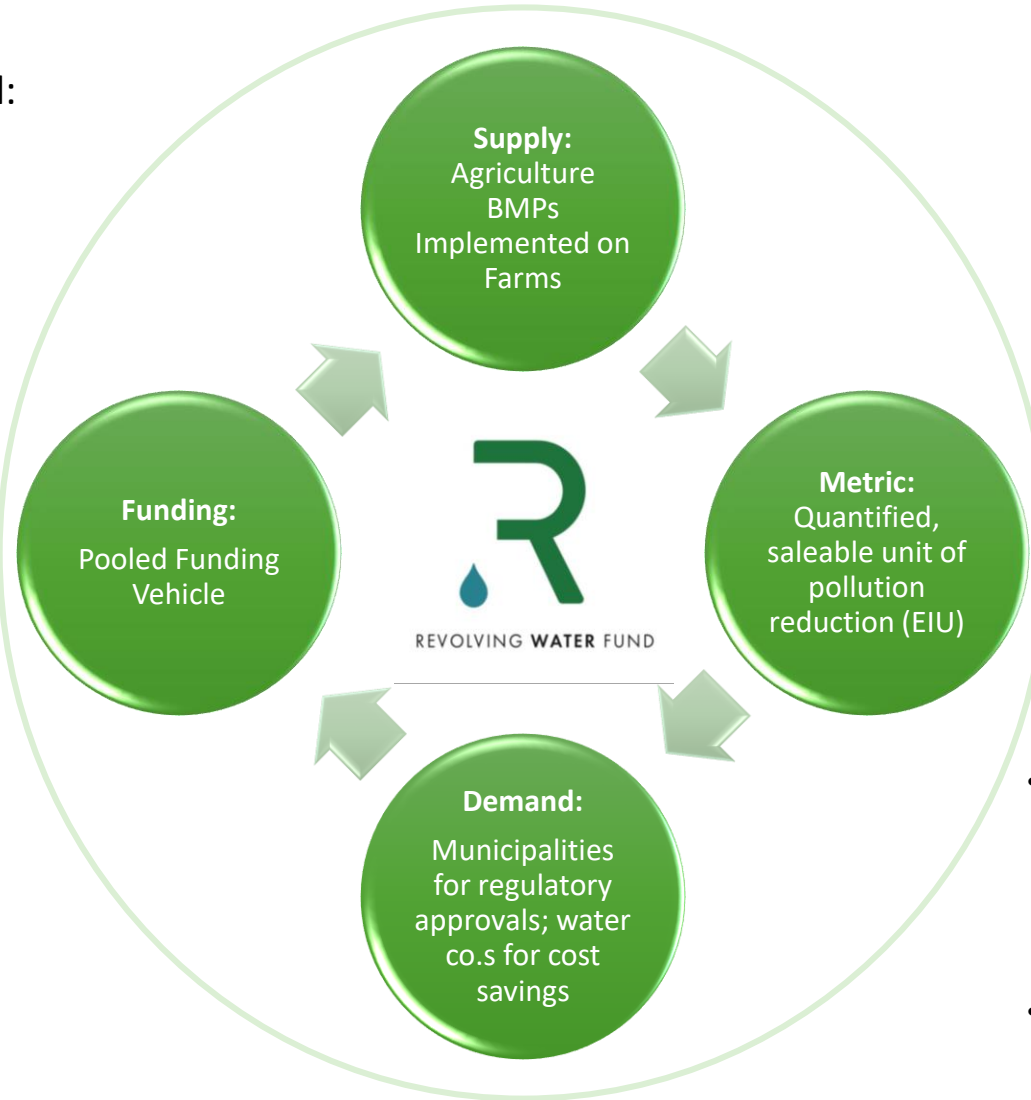 l:
Supply:
Agriculture
BMPs
Implemented on
Farms
Funding:
Pooled Funding
Vehicle
R
REVOLVING WATER FUND
Metric:
Quantified,
saleable unit of
pollution
reduction (EIU)
Demand:
Municipalities
for regulatory
approvals; water
co.s for cost
savings
•
•